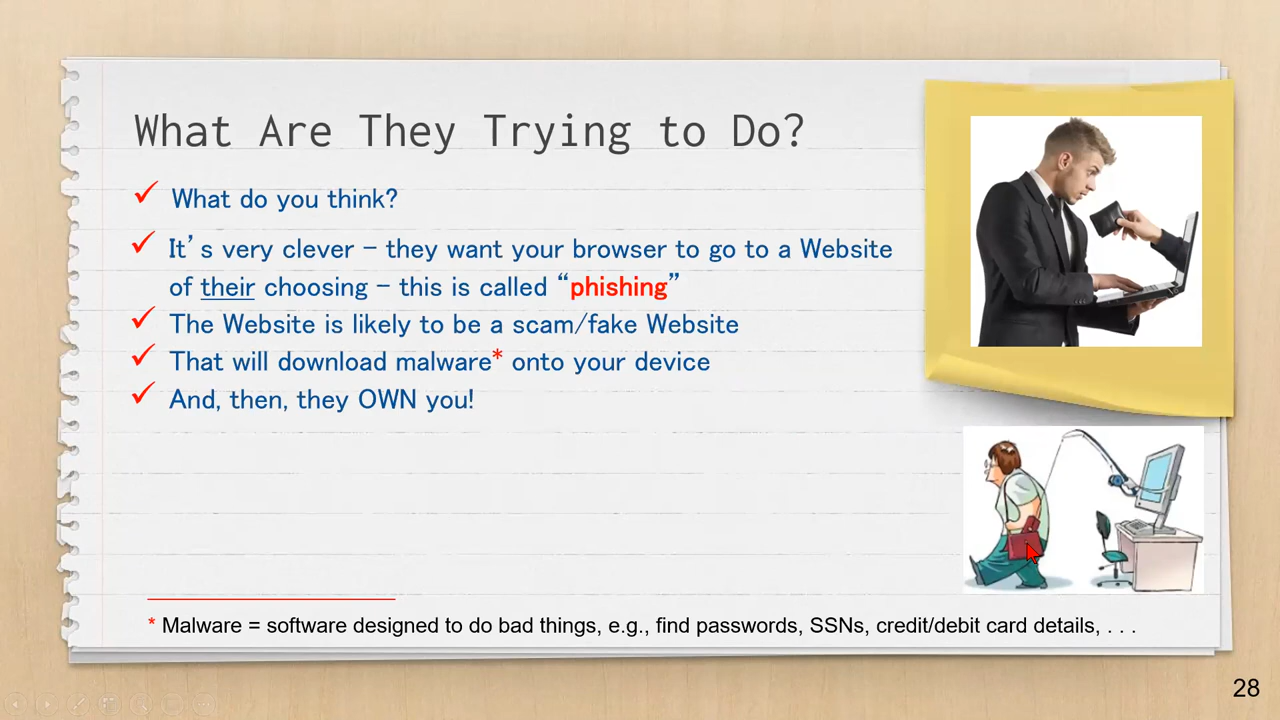 What Are They Trying to Do?
What do you think?
It's very clever – they want your browser to go to a Website
of their choosing – this is called “phishing”
The Website is likely to be a scam/fake Website
That will download malware* onto your device
And, then, they OWN you!
* Malware = software designed to do bad things, e.g., find passwords, SSNs, credit/debit card details, . . .
28